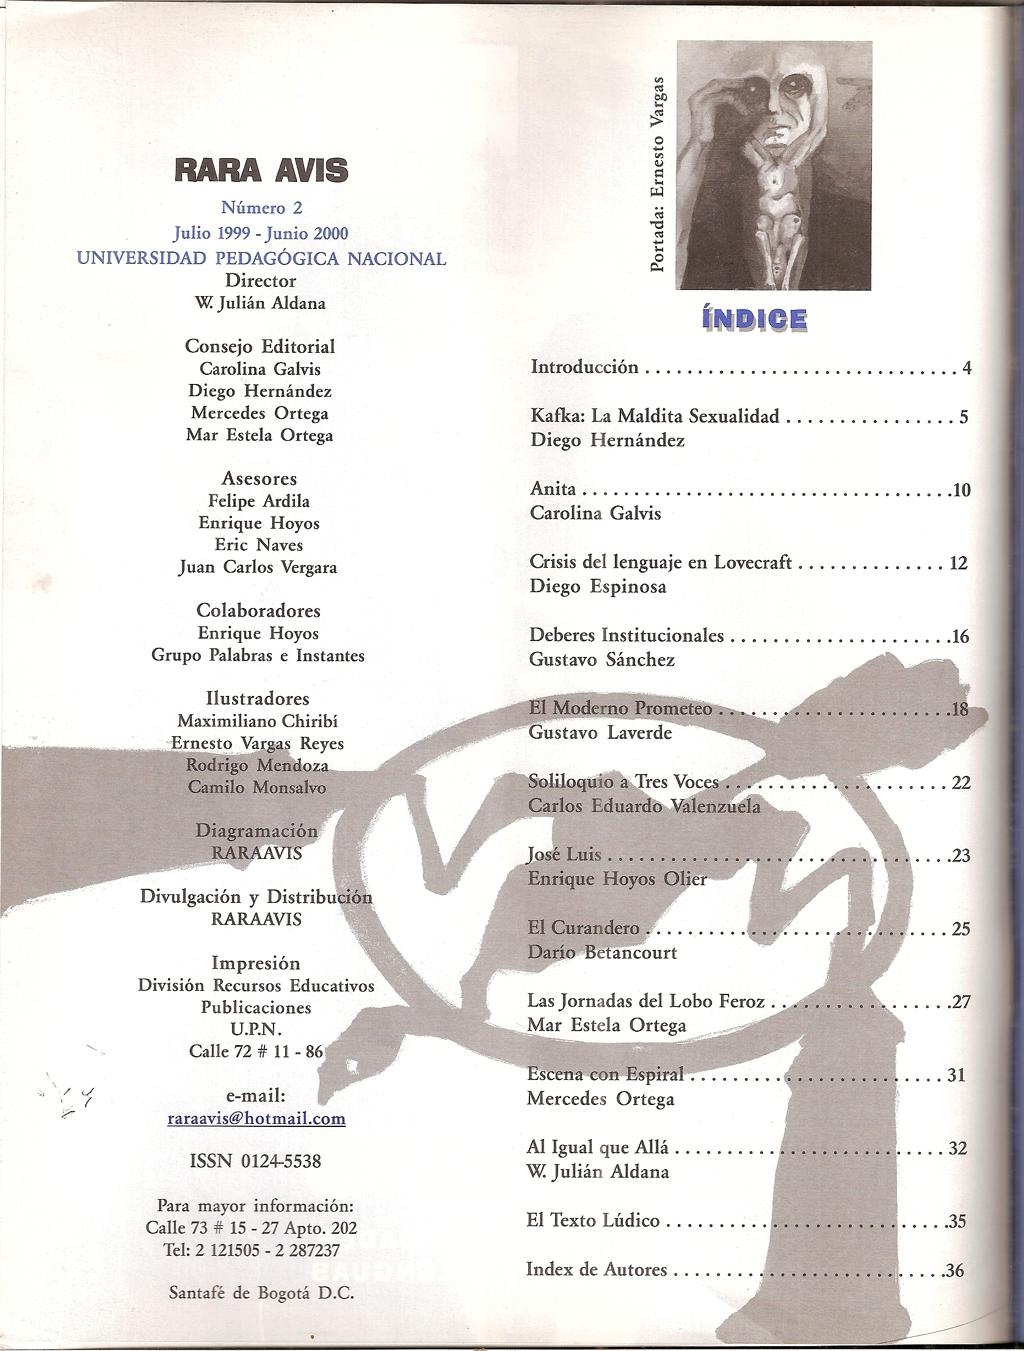 RARA AVIS
Número 2
Julio 1999 - Junio 2000
UNIVERSIDAD PEDAGÓGICA NACIONAL
Director
W. Julián Aldana
Consejo Editorial
Carolina Galvis
Diego Hernández
Mercedes Ortega
Mar Estela Ortega
Asesores
Felipe Ardila
Enrique Hoyos
Eric Naves
Juan Carlos Vergara
Colaboradores
Enrique Hoyos
Grupo Palabras e Instantes
Ilustradores
Maximiliano Chiribí
Ernesto Vargas Reyes
Rodrigo Mendoza
Camilo Monsalvo
Diagramación
RARAAVIS
Divulgación y Distribución
RARAAVIS
Impresión
División Recursos Educativos
Publicaciones
U.P.N.
Calle 72 # 11 - 86
e-mail:
raraavis@hotmail.com
ISSN 0124-5538
Para mayor información:
Calle 73 # 15 - 27 Apto. 202
Tel: 2 121505 - 2 287237
Santafé de Bogotá D.C.
Portada: Ernesto Vargas
ÍNDICE
Introducción . . . . . . . . . . . . . . . . . . . . . . . . . . . . 4
Kafka: La Maldita Sexualidad . . . . . . . . . . . . . . . . 5
Diego Hernández
Anita . . . . . . . . . . . . . . . . . . . . . . . . . . . . . . . . .10
Carolina Galvis
Crisis del lenguaje en Lovecraft . . . . . . . . . . . . . . 12
Diego Espinosa
Deberes Institucionales . . . . . . . . . . . . . . . . . . . .16
Gustavo Sánchez
El Moderno Prometeo . . . . . . . . . . . . . . . . . . . . .18
Gustavo Laverde
Soliloquio a Tres Voces . . . . . . . . . . . . . . . . . . . . 22
Carlos Eduardo Valenzuela
José Luis . . . . . . . . . . . . . . . . . . . . . . . . . . . . . . .23
Enrique Hoyos Olier
El Curandero . . . . . . . . . . . . . . . . . . . . . . . . . . . 25
Darío Betancourt
Las Jornadas del Lobo Feroz . . . . . . . . . . . . . . . . .27
Mar Estela Ortega
Escena con Espiral . . . . . . . . . . . . . . . . . . . . . . . 31
Mercedes Ortega
Al Igual que Allá . . . . . . . . . . . . . . . . . . . . . . . . 32
W. Julián Aldana
El Texto Lúdico . . . . . . . . . . . . . . . . . . . . . . . . .35
Index de Autores . . . . . . . . . . . . . . . . . . . . . . . .36